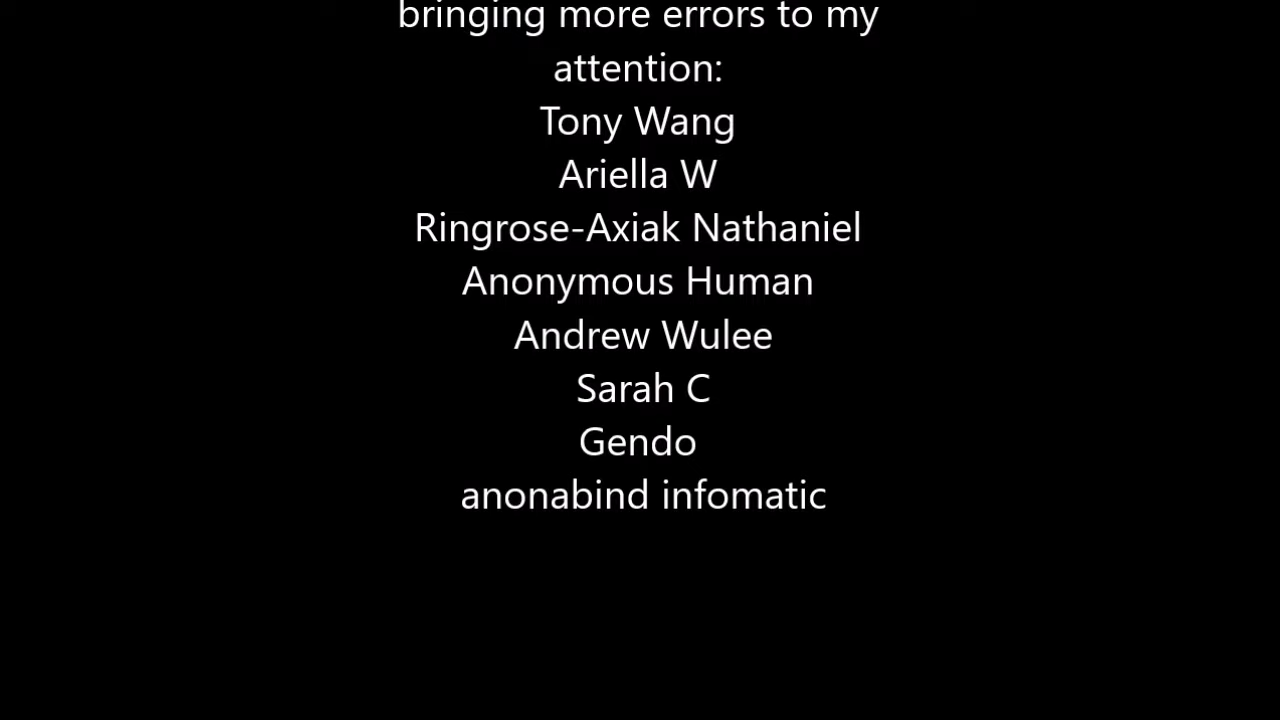 bringing more errors to my
attention:
Tony Wang
Ariella W
Ringrose-Axiak Nathaniel
Anonymous Human
Andrew Wulee
Sarah C
Gendo
anonabind infomatic